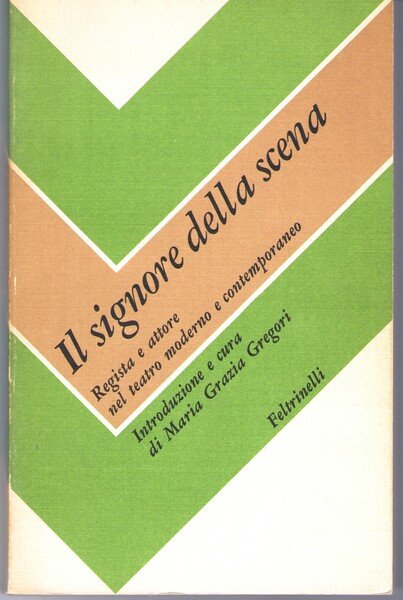 Il signore della scena
Regista e attore
nel teatro moderno e contemporaneo
Introduzione e cura
di Maria Grazia Gregori
Feltrinelli